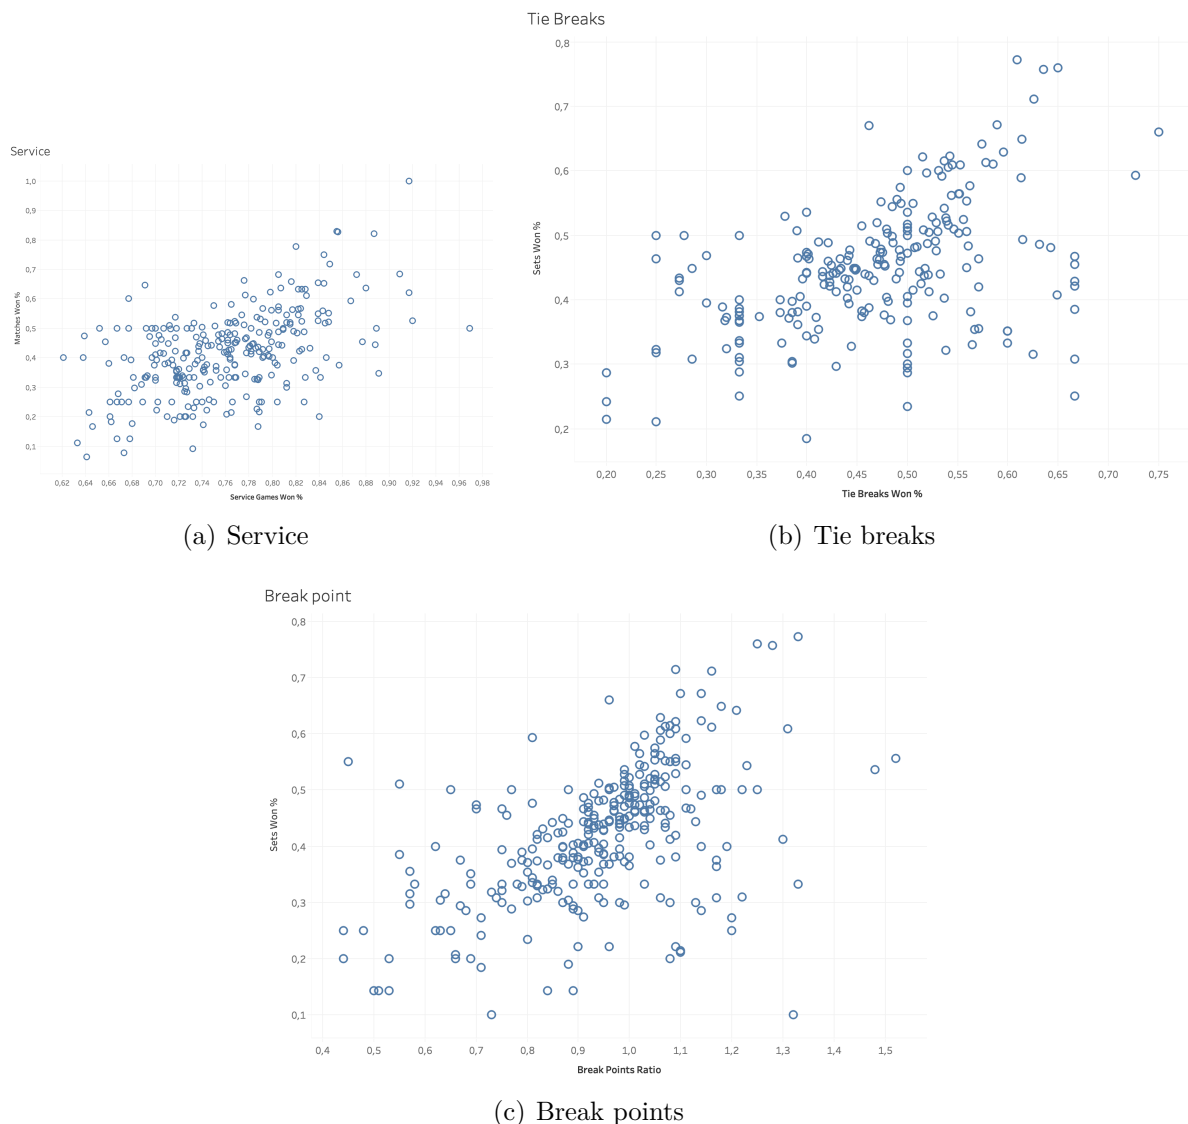 Tie Breaks
0,8
0,7
0,6
0,5
0,4
0,3
0,2
Sets Won %
0,20 0,25 0,30 0,35 0,40 0,45 0,50 0,55 0,60 0,65 0,70 0,75
Tie Breaks Won %
Service
1,0
0,9
0,8
0,7
0,6
0,5
0,4
0,3
0,2
0,1
Matches Won %
0,62 0,64 0,66 0,68 0,70 0,72 0,74 0,76 0,78 0,80 0,82 0,84 0,86 0,88 0,90 0,92 0,94 0,96 0,98
Service Games Won %
(a) Service
(b) Tie breaks
Break point
0,8
0,7
0,6
0,5
0,4
0,3
0,2
0,1
Sets Won %
0,4 0,5 0,6 0,7 0,8 0,9 1,0 1,1 1,2 1,3 1,4 1,5
Break Points Ratio
(c) Break points